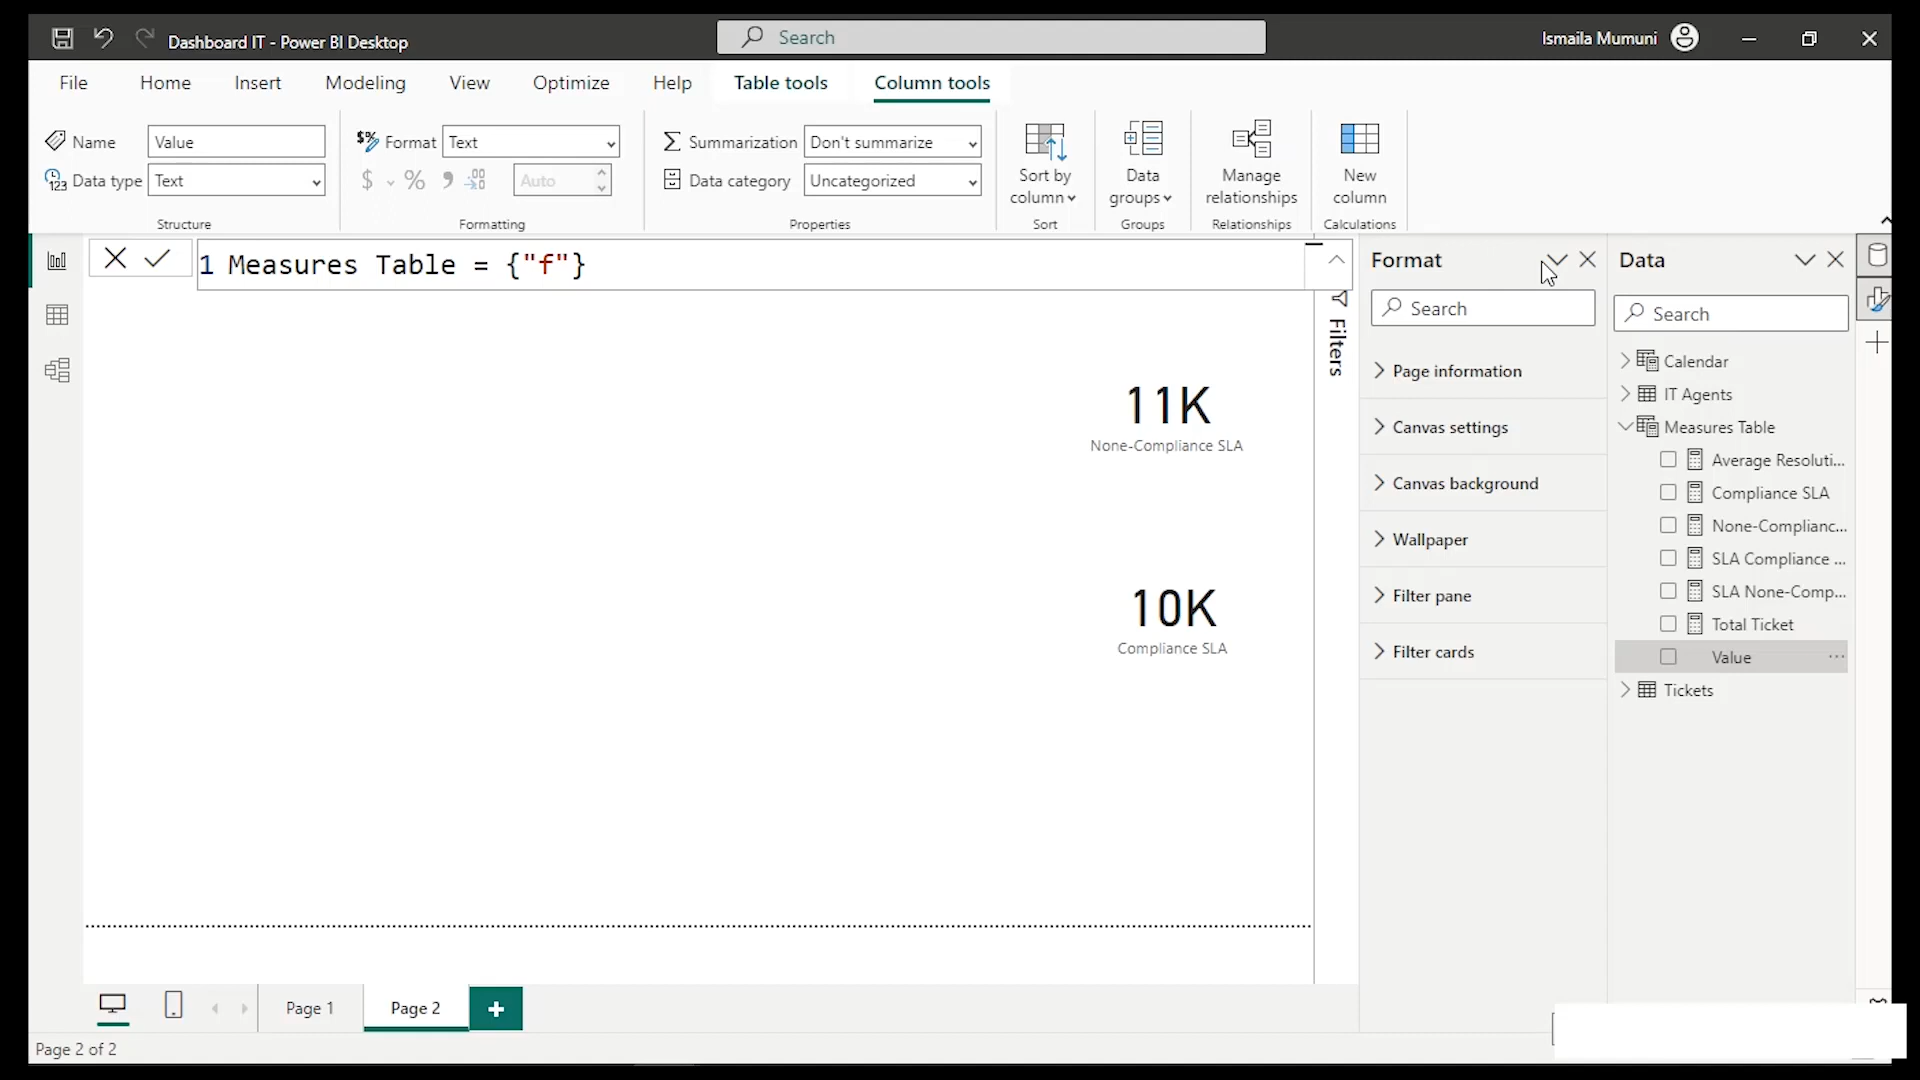 Dashboard IT - Power BI Desktop
Search
Ismaila Mumuni
File Home Insert Modeling View Optimize Help Table tools Column tools
Name Value
Data type Text
Structure
Format Text
$ % Auto
Formatting
Summarization Don't summarize
Data category Uncategorized
Properties
Sort by
column
Sort
Data
groups
Groups
Manage
relationships
Relationships
New
column
Calculations
1 Measures Table = {"f"}
11K
None-Compliance SLA
10K
Compliance SLA
Filters
Format
Search
Page information
Canvas settings
Canvas background
Wallpaper
Filter pane
Filter cards
Data
Search
Calendar
IT Agents
Measures Table
Average Resoluti...
Compliance SLA
None-Complianc...
SLA Compliance ...
SLA None-Comp...
Total Ticket
Value ...
Tickets
Page 1 Page 2 +
Page 2 of 2